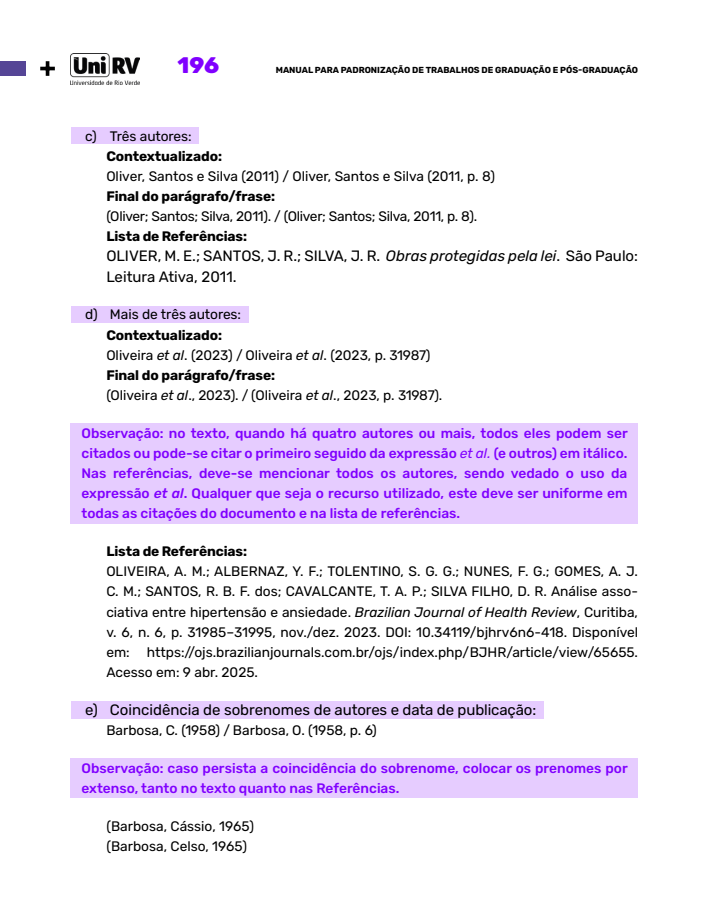 + Uni RV
Universidade de Rio Verde
196
MANUAL PARA PADRONIZAÇÃO DE TRABALHOS DE GRADUAÇÃO E PÓS-GRADUAÇÃO
c) Três autores:
Contextualizado:
Oliver, Santos e Silva (2011) / Oliver, Santos e Silva (2011, p. 8)
Final do parágrafo/frase:
(Oliver; Santos; Silva, 2011). / (Oliver; Santos; Silva, 2011, p. 8).
Lista de Referências:
OLIVER, M. E.; SANTOS, J. R.; SILVA, J. R. Obras protegidas pela lei. São Paulo:
Leitura Ativa, 2011.
d) Mais de três autores:
Contextualizado:
Oliveira et al. (2023) / Oliveira et al. (2023, p. 31987)
Final do parágrafo/frase:
(Oliveira et al., 2023). / (Oliveira et al., 2023, p. 31987).
Observação: no texto, quando há quatro autores ou mais, todos eles podem ser
citados ou pode-se citar o primeiro seguido da expressão et al. (e outros) em itálico.
Nas referências, deve-se mencionar todos os autores, sendo vedado o uso da
expressão et al. Qualquer que seja o recurso utilizado, este deve ser uniforme em
todas as citações do documento e na lista de referências.
Lista de Referências:
OLIVEIRA, A. M.; ALBERNAZ, Y. F.; TOLENTINO, S. G. G.; NUNES, F. G.; GOMES, A. J.
C. M.; SANTOS, R. B. F. dos; CAVALCANTE, T. A. P.; SILVA FILHO, D. R. Análise asso-
ciativa entre hipertensão e ansiedade. Brazilian Journal of Health Review, Curitiba,
v. 6, n. 6, p. 31985–31995, nov./dez. 2023. DOI: 10.34119/bjhrv6n6-418. Disponível
em: https://ojs.brazilianjournals.com.br/ojs/index.php/BJHR/article/view/65655.
Acesso em: 9 abr. 2025.
e) Coincidência de sobrenomes de autores e data de publicação:
Barbosa, C. (1958) / Barbosa, O. (1958, p. 6)
Observação: caso persista a coincidência do sobrenome, colocar os prenomes por
extenso, tanto no texto quanto nas Referências.
(Barbosa, Cássio, 1965)
(Barbosa, Celso, 1965)